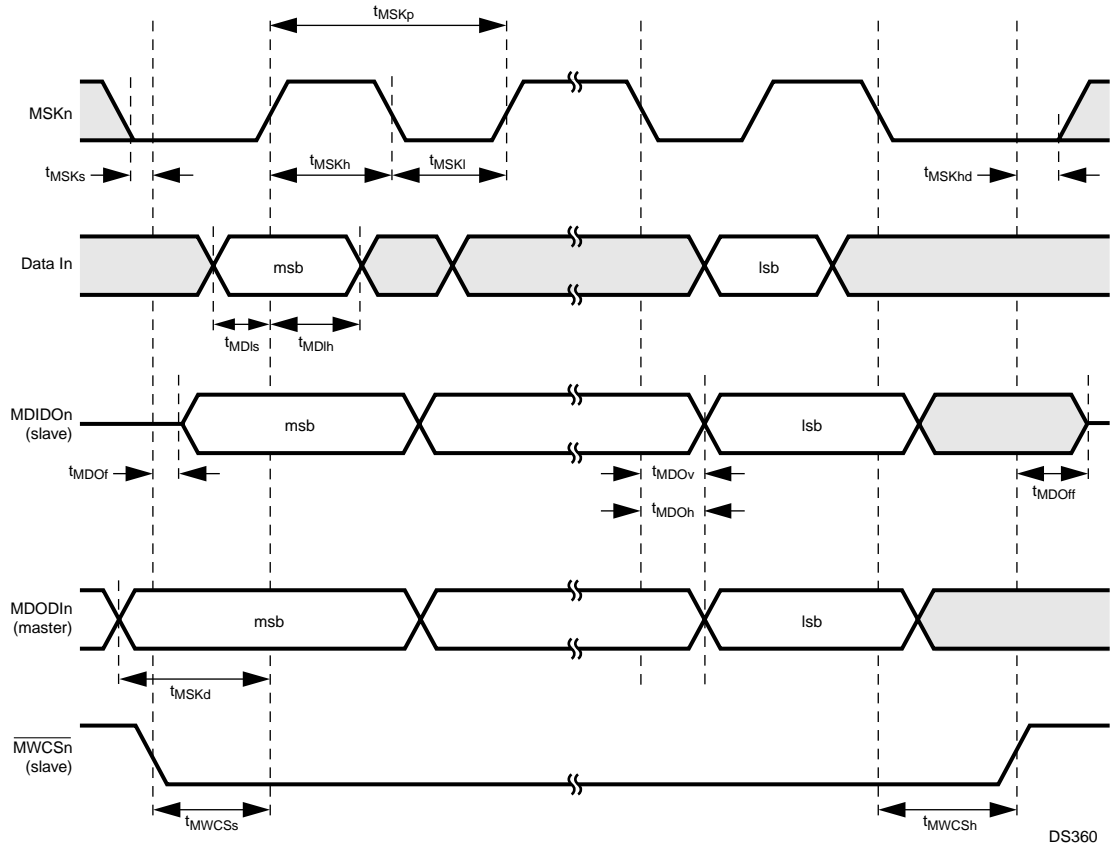 tMSKp
MSKn
tMSKs
tMSKh
tMSKl
tMSKhd
Data In
msb
lsb
tMDIs
tMDIh
MDIDOn
(slave)
msb
lsb
tMDOf
tMDOv
tMDOff
tMDOh
MDODIn
(master)
msb
lsb
tMSKd
MWCSn
(slave)
tMWCSs
tMWCSh
DS360